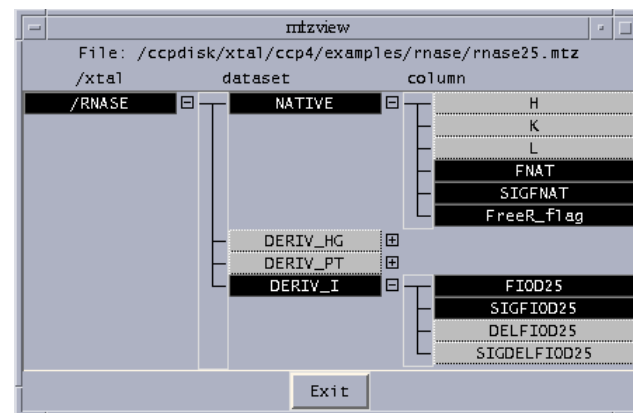 mtzview
File: /ccpdisk/xtal/ccp4/examples/rnase/rnase25.mtz
/xtal dataset column
/RNASE NATIVE H
K
L
FNAT
SIGFNAT
FreeR_flag
DERIV_HG
DERIV_PT
DERIV_I FIOD25
SIGFIOD25
DELFIOD25
SIGDELFIOD25
Exit